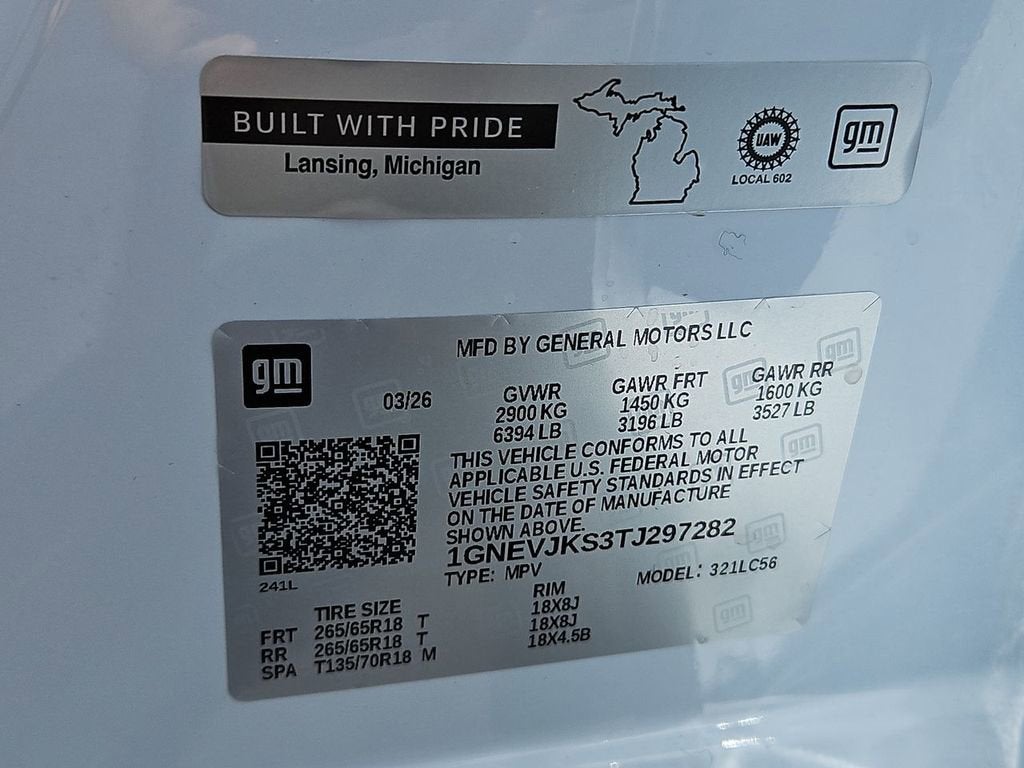 BUILT WITH PRIDE
Lansing, Michigan
UAW
LOCAL 602
gm
gm
MFD BY GENERAL MOTORS LLC
03/26
GVWR
2900 KG
6394 LB
GAWR FRT
1450 KG
3196 LB
GAWR RR
1600 KG
3527 LB
THIS VEHICLE CONFORMS TO ALL
APPLICABLE U.S. FEDERAL MOTOR
VEHICLE SAFETY STANDARDS IN EFFECT
ON THE DATE OF MANUFACTURE
SHOWN ABOVE.
1GNEVJKS3TJ297282
TYPE: MPV MODEL: 321LC56
241L
TIRE SIZE RIM
FRT 265/65R18 T 18X8J
RR 265/65R18 T 18X8J
SPA T135/70R18 M 18X4.5B